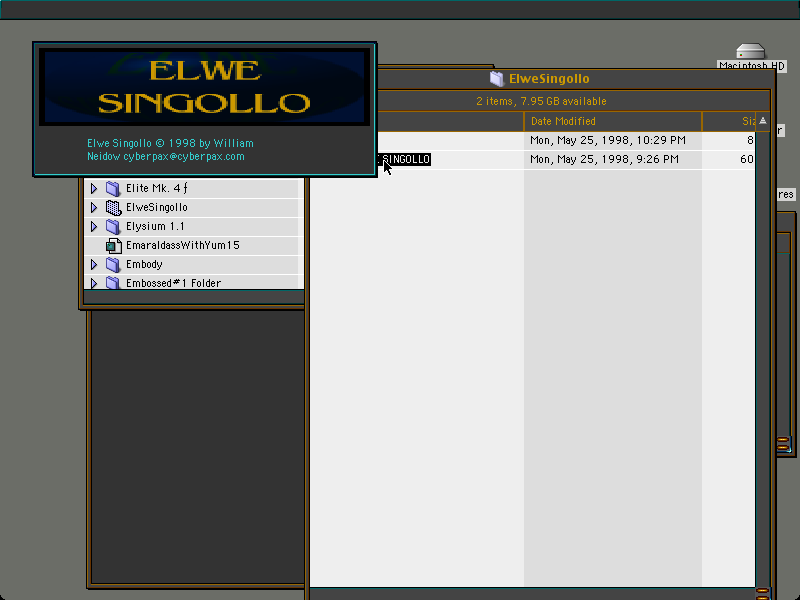 Macintosh HD
ELWE
SINGOLLO
Elwe Singollo © 1998 by William
Neidow cyberpax@cyberpax.com
ElweSingollo
2 items, 7.95 GB available
Date Modified
Mon, May 25, 1998, 10:29 PM 8
SINGOLLO Mon, May 25, 1998, 9:26 PM 60
Elite Mk. 4 ƒ
ElweSingollo
Elysium 1.1
EmaraldassWithYum15
Embody
Embossed#1 Folder